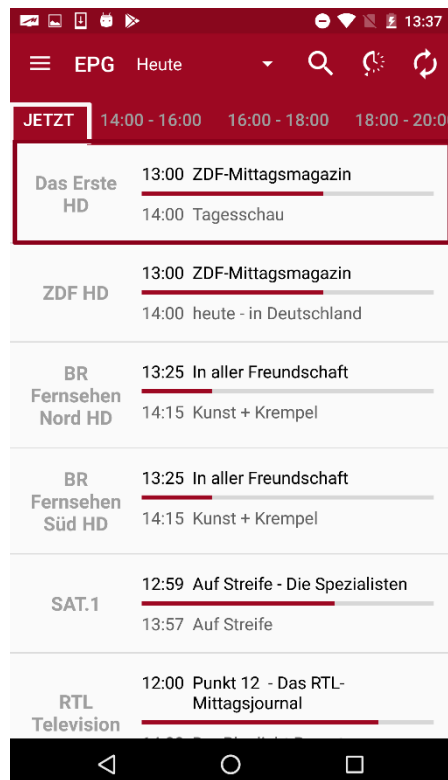 13:37
EPG Heute
JETZT 14:00 - 16:00 16:00 - 18:00 18:00 - 20:0
Das Erste
HD
13:00 ZDF-Mittagsmagazin
14:00 Tagesschau
ZDF HD
13:00 ZDF-Mittagsmagazin
14:00 heute - in Deutschland
BR
Fernsehen
Nord HD
13:25 In aller Freundschaft
14:15 Kunst + Krempel
BR
Fernsehen
Süd HD
13:25 In aller Freundschaft
14:15 Kunst + Krempel
SAT.1
12:59 Auf Streife - Die Spezialisten
13:57 Auf Streife
RTL
Television
12:00 Punkt 12 - Das RTL-
Mittagsjournal